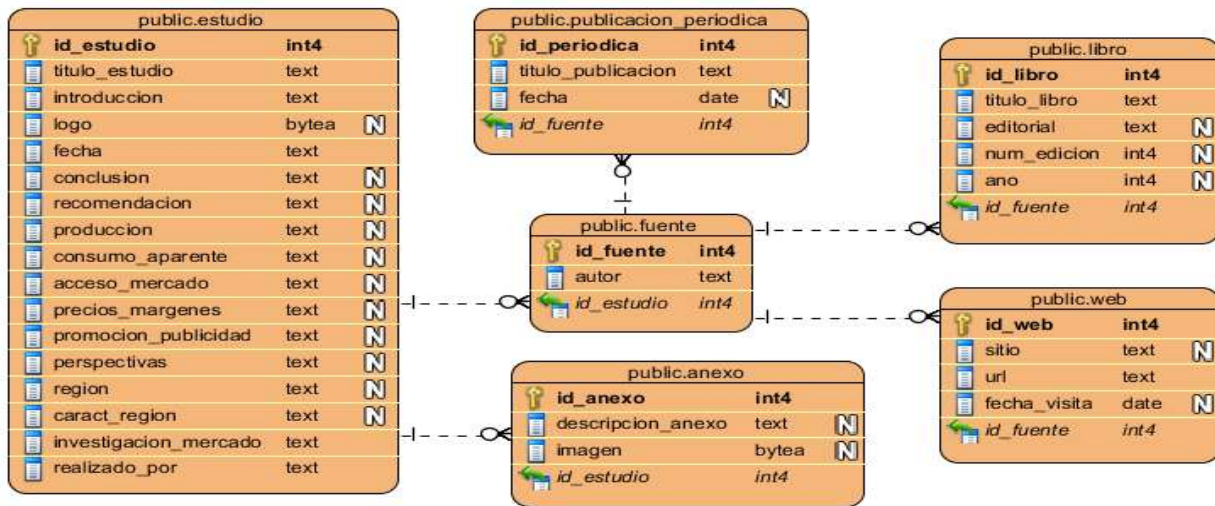 public.estudio
id_estudio int4
titulo_estudio text
introduccion text
logo bytea N
fecha text
conclusion text N
recomendacion text N
produccion text N
consumo_aparente text N
acceso_mercado text N
precios_margenes text N
promocion_publicidad text N
perspectivas text N
region text N
caract_region text N
investigacion_mercado text
realizado_por text
public.publicacion_periodica
id_periodica int4
titulo_publicacion text
fecha date N
id_fuente int4
public.fuente
id_fuente int4
autor text
id_estudio int4
public.anexo
id_anexo int4
descripcion_anexo text N
imagen bytea N
id_estudio int4
public.libro
id_libro int4
titulo_libro text
editorial text N
num_edicion int4 N
ano int4 N
id_fuente int4
public.web
id_web int4
sitio text N
url text
fecha_visita date N
id_fuente int4